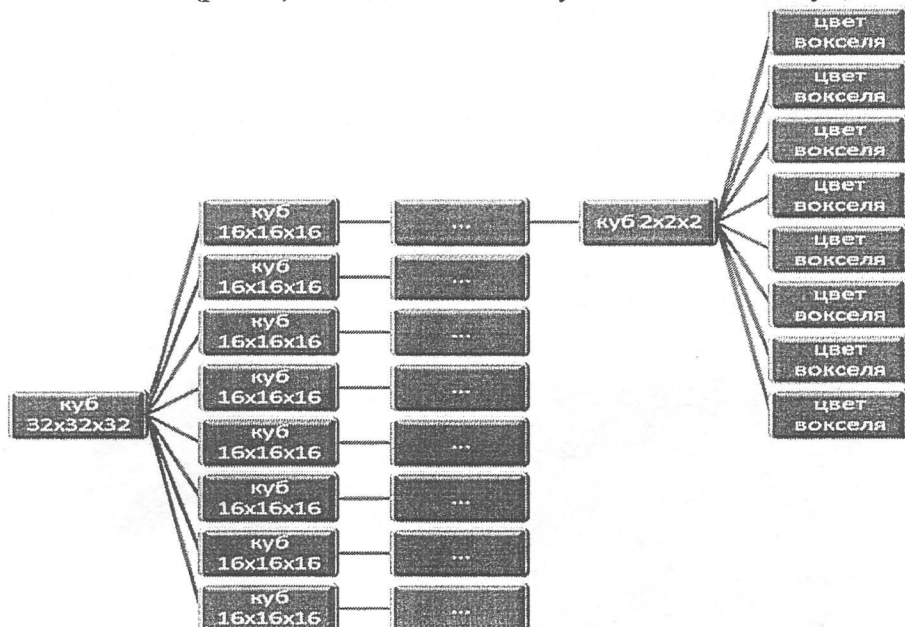 цвет
вокселя
цвет
вокселя
цвет
вокселя
цвет
вокселя
цвет
вокселя
цвет
вокселя
цвет
вокселя
цвет
вокселя
куб
16x16x16
...
куб 2x2x2
куб
16x16x16
...
куб
16x16x16
...
куб
16x16x16
...
куб
16x16x16
...
куб
16x16x16
...
куб
16x16x16
...
куб
16x16x16
...
куб
32x32x32